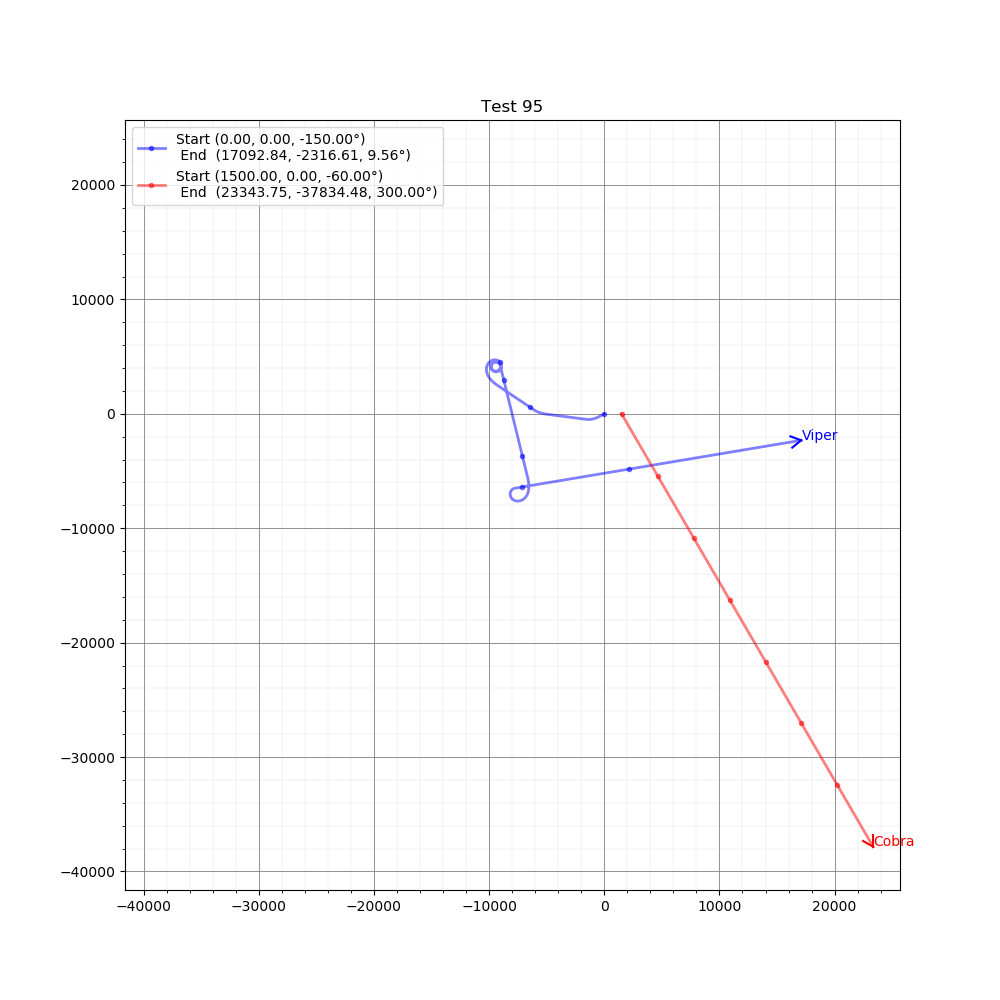 Test 95
Start (0.00, 0.00, -150.00°)
End (17092.84, -2316.61, 9.56°)
Start (1500.00, 0.00, -60.00°)
End (23343.75, -37834.48, 300.00°)
20000
10000
0
−10000
−20000
−30000
−40000
Viper
Cobra
−40000 −30000 −20000 −10000 0 10000 20000